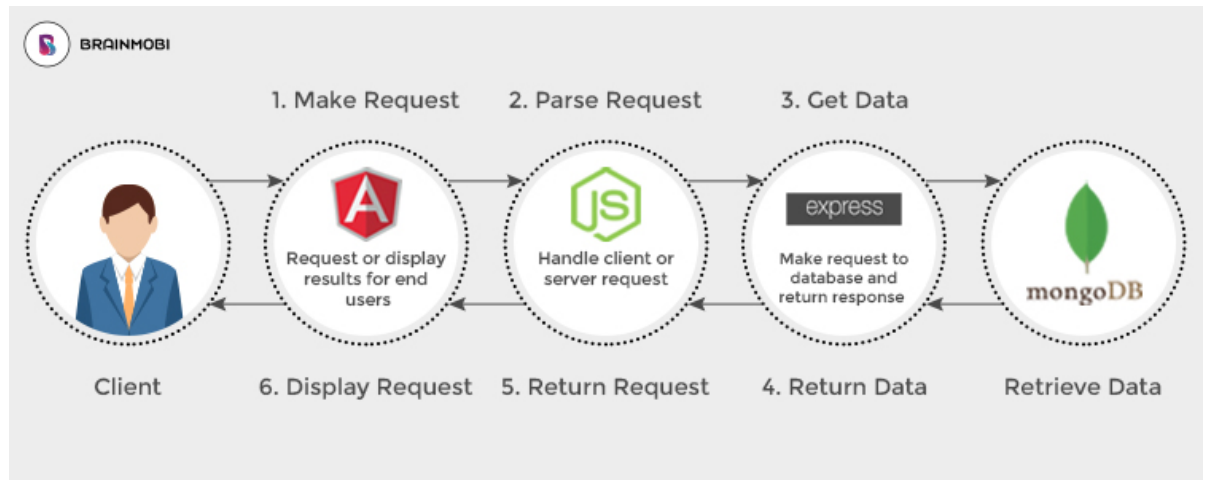 BRAINMOBI
1. Make Request
2. Parse Request
3. Get Data
Request or display
results for end
users
JS
Handle client or
server request
express
Make request to
database and
return response
mongoDB
Client
6. Display Request
5. Return Request
4. Return Data
Retrieve Data